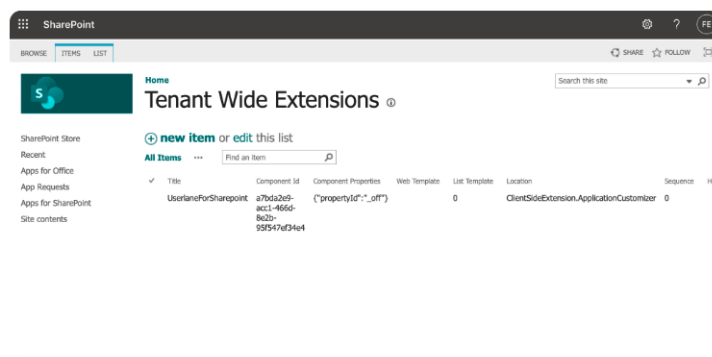 SharePoint
?
FE
BROWSE ITEMS LIST
SHARE FOLLOW
S
Home
Tenant Wide Extensions
Search this site
new item or edit this list
All Items ... Find an item
SharePoint Store
Recent
Apps for Office
App Requests
Apps for SharePoint
Site contents
Title Component Id Component Properties Web Template List Template Location Sequence H
UserlaneForSharepoint a7bda2e9-acc1-466d-8e2b-95f547ef34e4 {"propertyId":"_off"} 0 ClientSideExtension.ApplicationCustomizer 0